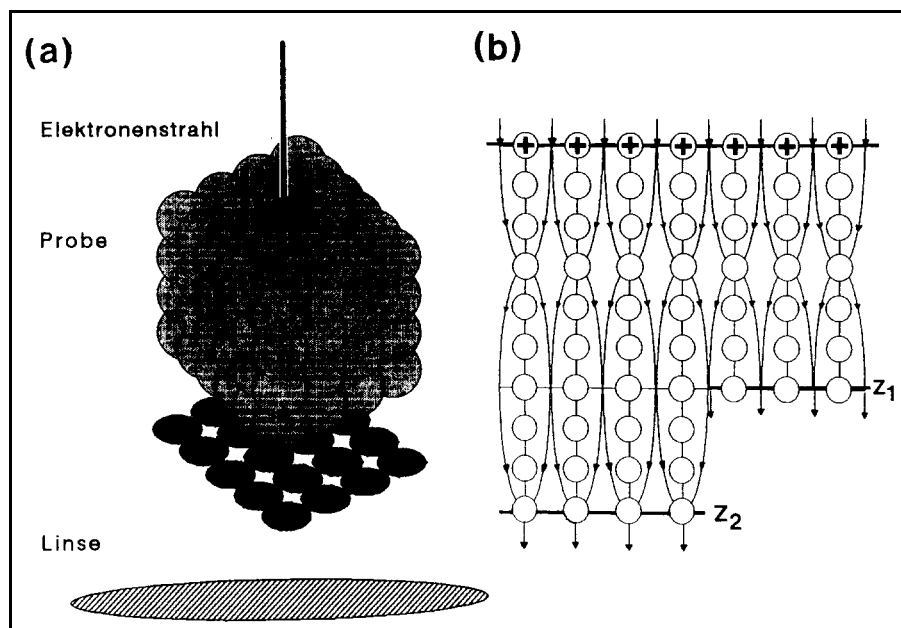 (a)
Elektronenstrahl
Probe
Linse
(b)
+ + + + + + +
z₁
z₂